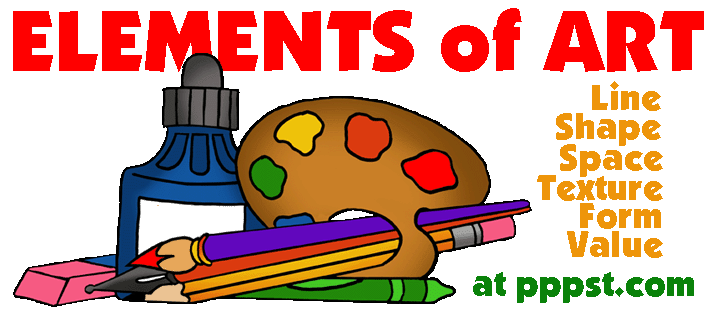 ELEMENTS of ART
Line
Shape
Space
Texture
Form
Value
at pppst.com